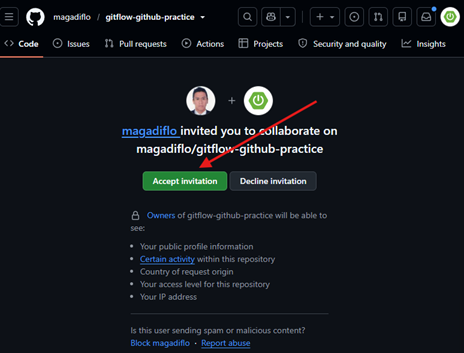 magadiflo / gitflow-github-practice
Code Issues Pull requests Actions Projects Security and quality Insights
magadiflo invited you to collaborate on
magadiflo/gitflow-github-practice
Accept invitation Decline invitation
Owners of gitflow-github-practice will be able to
see:
• Your public profile information
• Certain activity within this repository
• Country of request origin
• Your access level for this repository
• Your IP address
Is this user sending spam or malicious content?
Block magadiflo · Report abuse